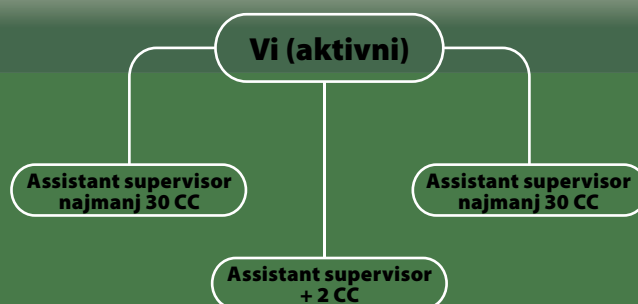 Vi (aktivni)
Assistant supervisor
najmanj 30 CC
Assistant supervisor
najmanj 30 CC
Assistant supervisor
+ 2 CC